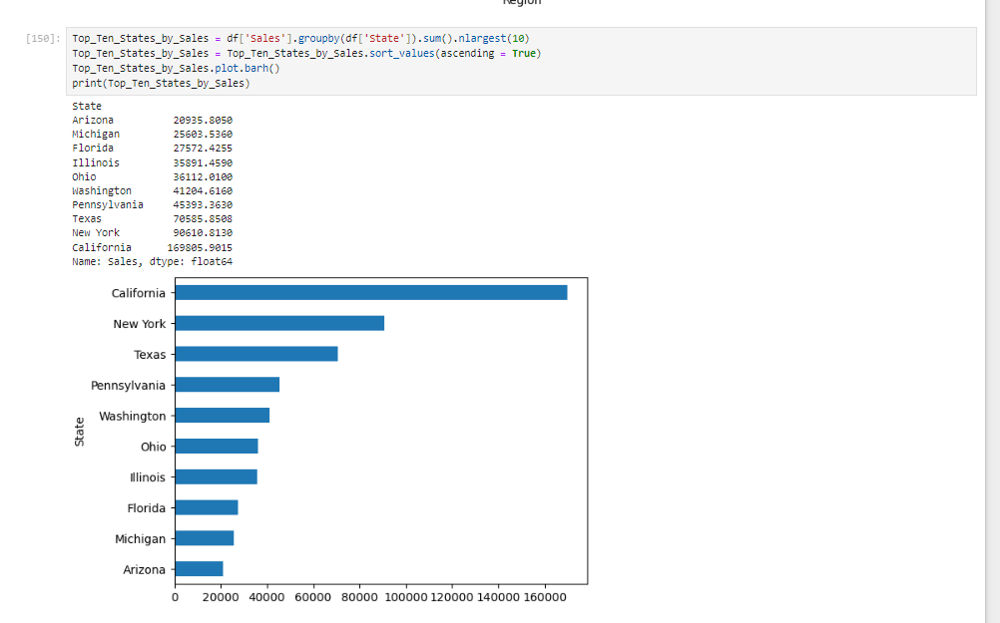 Region
[150]:
Top_Ten_States_by_Sales = df['Sales'].groupby(df['State']).sum().nlargest(10)
Top_Ten_States_by_Sales = Top_Ten_States_by_Sales.sort_values(ascending = True)
Top_Ten_States_by_Sales.plot.barh()
print(Top_Ten_States_by_Sales)
State
Arizona 20935.8050
Michigan 25603.5360
Florida 27572.4255
Illinois 35891.4590
Ohio 36112.0100
Washington 41204.6160
Pennsylvania 45393.3630
Texas 70585.8508
New York 90610.8130
California 169805.9015
Name: Sales, dtype: float64
California
New York
Texas
Pennsylvania
Washington
Ohio
Illinois
Florida
Michigan
Arizona
State
0 20000 40000 60000 80000 100000 120000 140000 160000